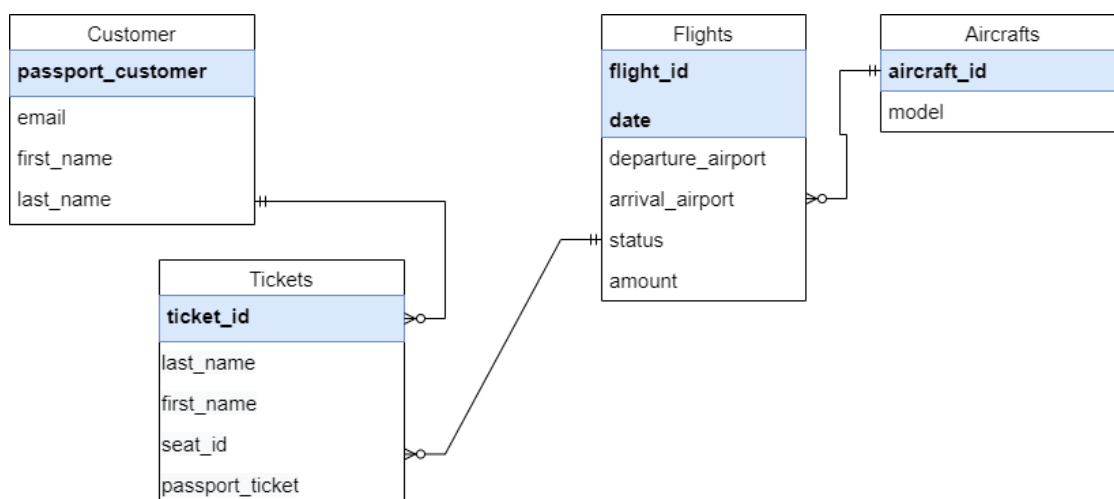 Customer
passport_customer
email
first_name
last_name
Tickets
ticket_id
last_name
first_name
seat_id
passport_ticket
Flights
flight_id
date
departure_airport
arrival_airport
status
amount
Aircrafts
aircraft_id
model